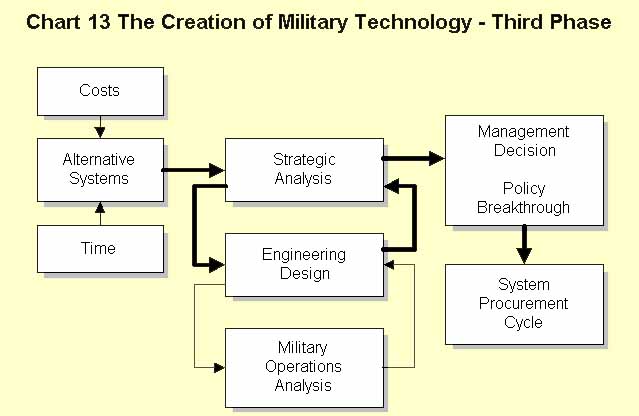 Chart 13 The Creation of Military Technology - Third Phase
Costs
Alternative
Systems
Time
Strategic
Analysis
Engineering
Design
Military
Operations
Analysis
Management
Decision
Policy
Breakthrough
System
Procurement
Cycle